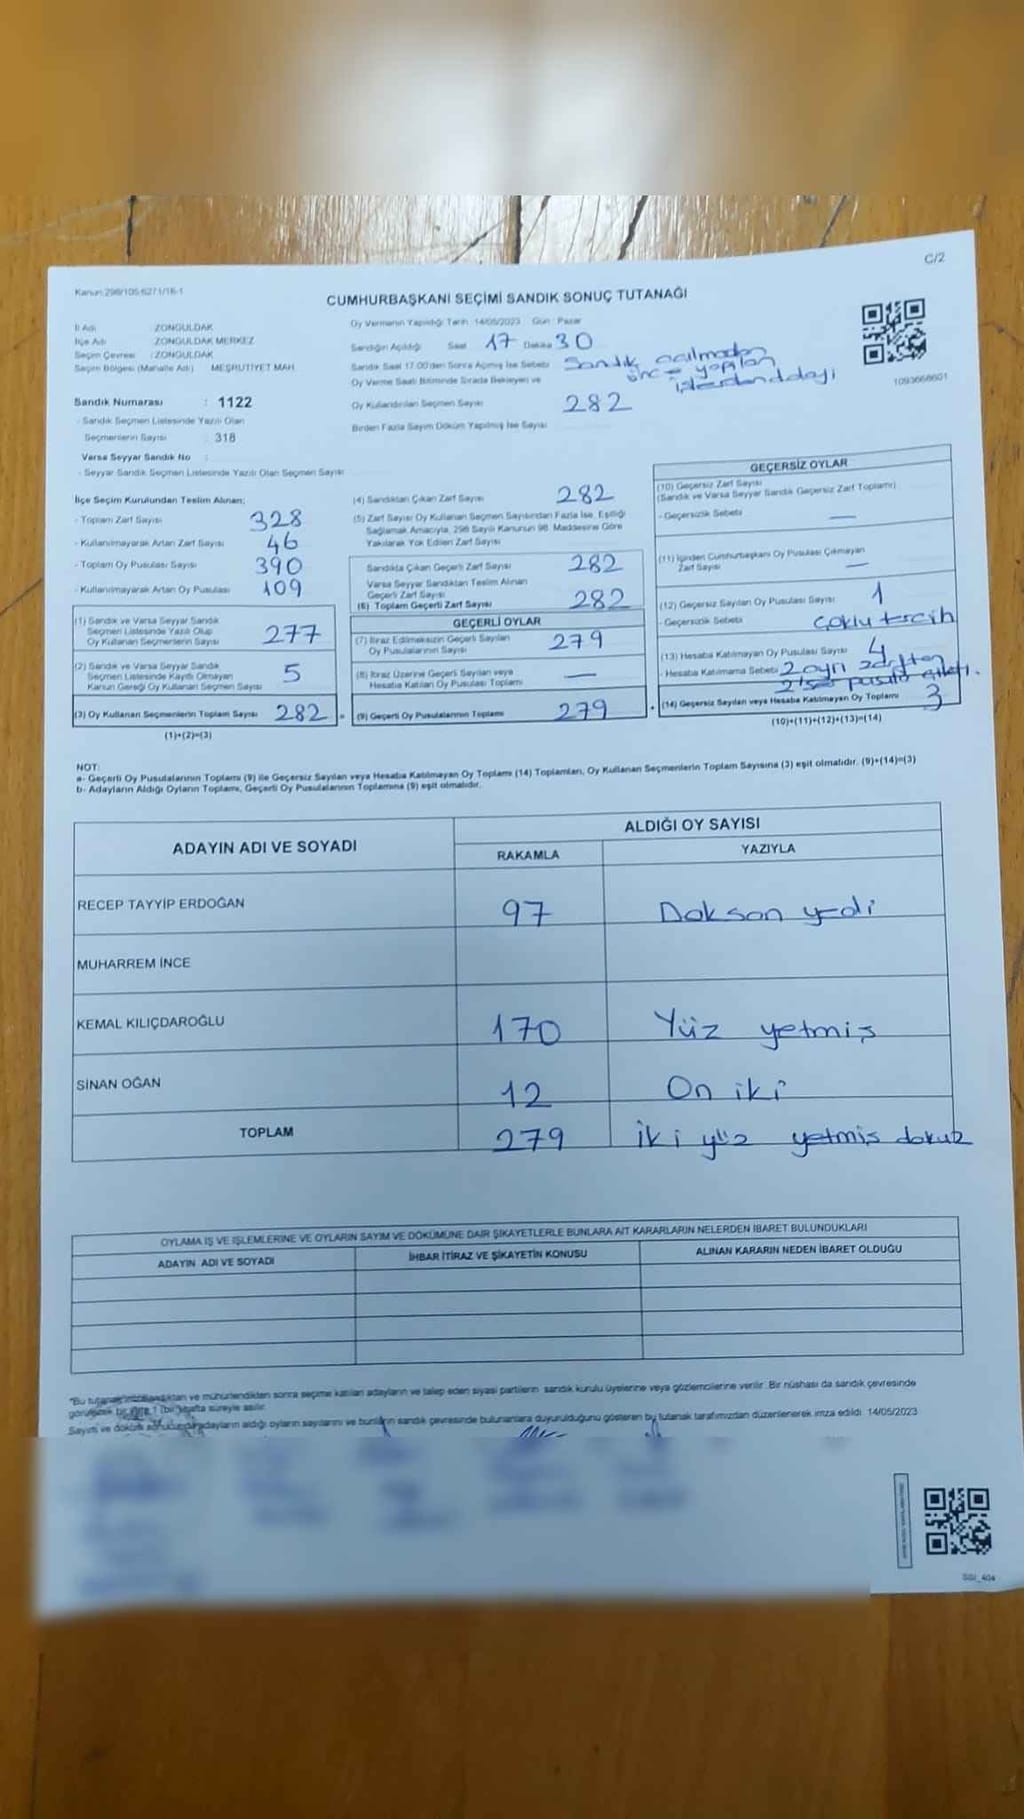 C/2
Kanun:298/105-6271/16-1
CUMHURBAŞKANI SEÇİMİ SANDIK SONUÇ TUTANAĞI
İl Adı : ZONGULDAK
İlçe Adı : ZONGULDAK MERKEZ
Seçim Çevresi : ZONGULDAK
Seçim Bölgesi (Mahalle Adı) MEŞRUTİYET MAH.
Sandık Numarası : 1122
- Sandık Seçmen Listesinde Yazılı Olan
Seçmenlerin Sayısı : 318
Varsa Seyyar Sandık No :
- Seyyar Sandık Seçmen Listesinde Yazılı Olan Seçmen Sayısı
Oy Vermenin Yapıldığı Tarih :14/05/2023 Gün : Pazar
Sandığın Açıldığı Saat 17 Dakika 30
Sandık Saat 17.00'den Sonra Açılmış İse Sebebi Sandık açılmadan
önce yapılan
işlerden dolayı
Oy Verme Saati Bitiminde Sırada Bekleyen ve
Oy Kullandırılan Seçmen Sayısı 282
Birden Fazla Sayım Döküm Yapılmış İse Sayısı
1093668601
İlçe Seçim Kurulundan Teslim Alınan;
- Toplam Zarf Sayısı 328
- Kullanılmayarak Artan Zarf Sayısı 46
- Toplam Oy Pusulası Sayısı 390
- Kullanılmayarak Artan Oy Pusulası 109
(1) Sandık ve Varsa Seyyar Sandık
Seçmen Listesinde Yazılı Olup
Oy Kullanan Seçmenlerin Sayısı 277
(2) Sandık ve Varsa Seyyar Sandık
Seçmen Listesinde Kayıtlı Olmayan
Kanun Gereği Oy Kullanan Seçmen Sayısı 5
(3) Oy Kullanan Seçmenlerin Toplam Sayısı 282 =
(1)+(2)=(3)
(4) Sandıktan Çıkan Zarf Sayısı 282
(5) Zarf Sayısı Oy Kullanan Seçmen Sayısından Fazla İse, Eşitliği
Sağlamak Amacıyla, 298 Sayılı Kanunun 98. Maddesine Göre
Yakılarak Yok Edilen Zarf Sayısı
Sandıkta Çıkan Geçerli Zarf Sayısı 282
Varsa Seyyar Sandıktan Teslim Alınan
Geçerli Zarf Sayısı
(6) Toplam Geçerli Zarf Sayısı 282
GEÇERLİ OYLAR
(7) İtiraz Edilmeksizin Geçerli Sayılan
Oy Pusulalarının Sayısı 279
(8) İtiraz Üzerine Geçerli Sayılan veya
Hesaba Katılan Oy Pusulası Toplamı —
(9) Geçerli Oy Pusulalarının Toplamı 279 +
GEÇERSİZ OYLAR
(10) Geçersiz Zarf Sayısı
(Sandık ve Varsa Seyyar Sandık Geçersiz Zarf Toplamı)
- Geçersizlik Sebebi —
(11) İçinden Cumhurbaşkanı Oy Pusulası Çıkmayan
Zarf Sayısı —
(12) Geçersiz Sayılan Oy Pusulası Sayısı 1
- Geçersizlik Sebebi çoklu tercih
(13) Hesaba Katılmayan Oy Pusulası Sayısı 4
- Hesaba Katılmama Sebebi 2 ayrı zarftan
2'şer pusula
(14) Geçersiz Sayılan veya Hesaba Katılmayan Oy Toplamı 3
(10)+(11)+(12)+(13)=(14)
NOT:
a- Geçerli Oy Pusulalarının Toplamı (9) ile Geçersiz Sayılan veya Hesaba Katılmayan Oy Toplamı (14) Toplamları, Oy Kullanan Seçmenlerin Toplam Sayısına (3) eşit olmalıdır. (9)+(14)=(3)
b- Adayların Aldığı Oyların Toplamı, Geçerli Oy Pusulalarının Toplamına (9) eşit olmalıdır.
ADAYIN ADI VE SOYADI ALDIĞI OY SAYISI
RAKAMLA YAZIYLA
RECEP TAYYİP ERDOĞAN 97 Doksan yedi
MUHARREM İNCE
KEMAL KILIÇDAROĞLU 170 Yüz yetmiş
SİNAN OĞAN 12 On iki
TOPLAM 279 iki yüz yetmiş dokuz
OYLAMA İŞ VE İŞLEMLERİNE VE OYLARIN SAYIM VE DÖKÜMÜNE DAİR ŞİKAYETLERLE BUNLARA AİT KARARLARIN NELERDEN İBARET BULUNDUKLARI
ADAYIN ADI VE SOYADI İHBAR İTİRAZ VE ŞİKAYETİN KONUSU ALINAN KARARIN NEDEN İBARET OLDUĞU
"Bu tutanak imzalandıktan ve mühürlendikten sonra seçime katılan adayların ve talep eden siyasi partilerin sandık kurulu üyelerine veya gözlemcilerine verilir. Bir nüshası da sandık çevresinde
görülecek bir yere 1 (bir) hafta süreyle asılır.
Sayım ve döküm sonucunda adayların aldığı oyların sayılarını ve bunların sandık çevresinde bulunanlara duyurulduğunu gösteren bu tutanak tarafımızdan düzenlenerek imza edildi. 14/05/2023
SSI_404